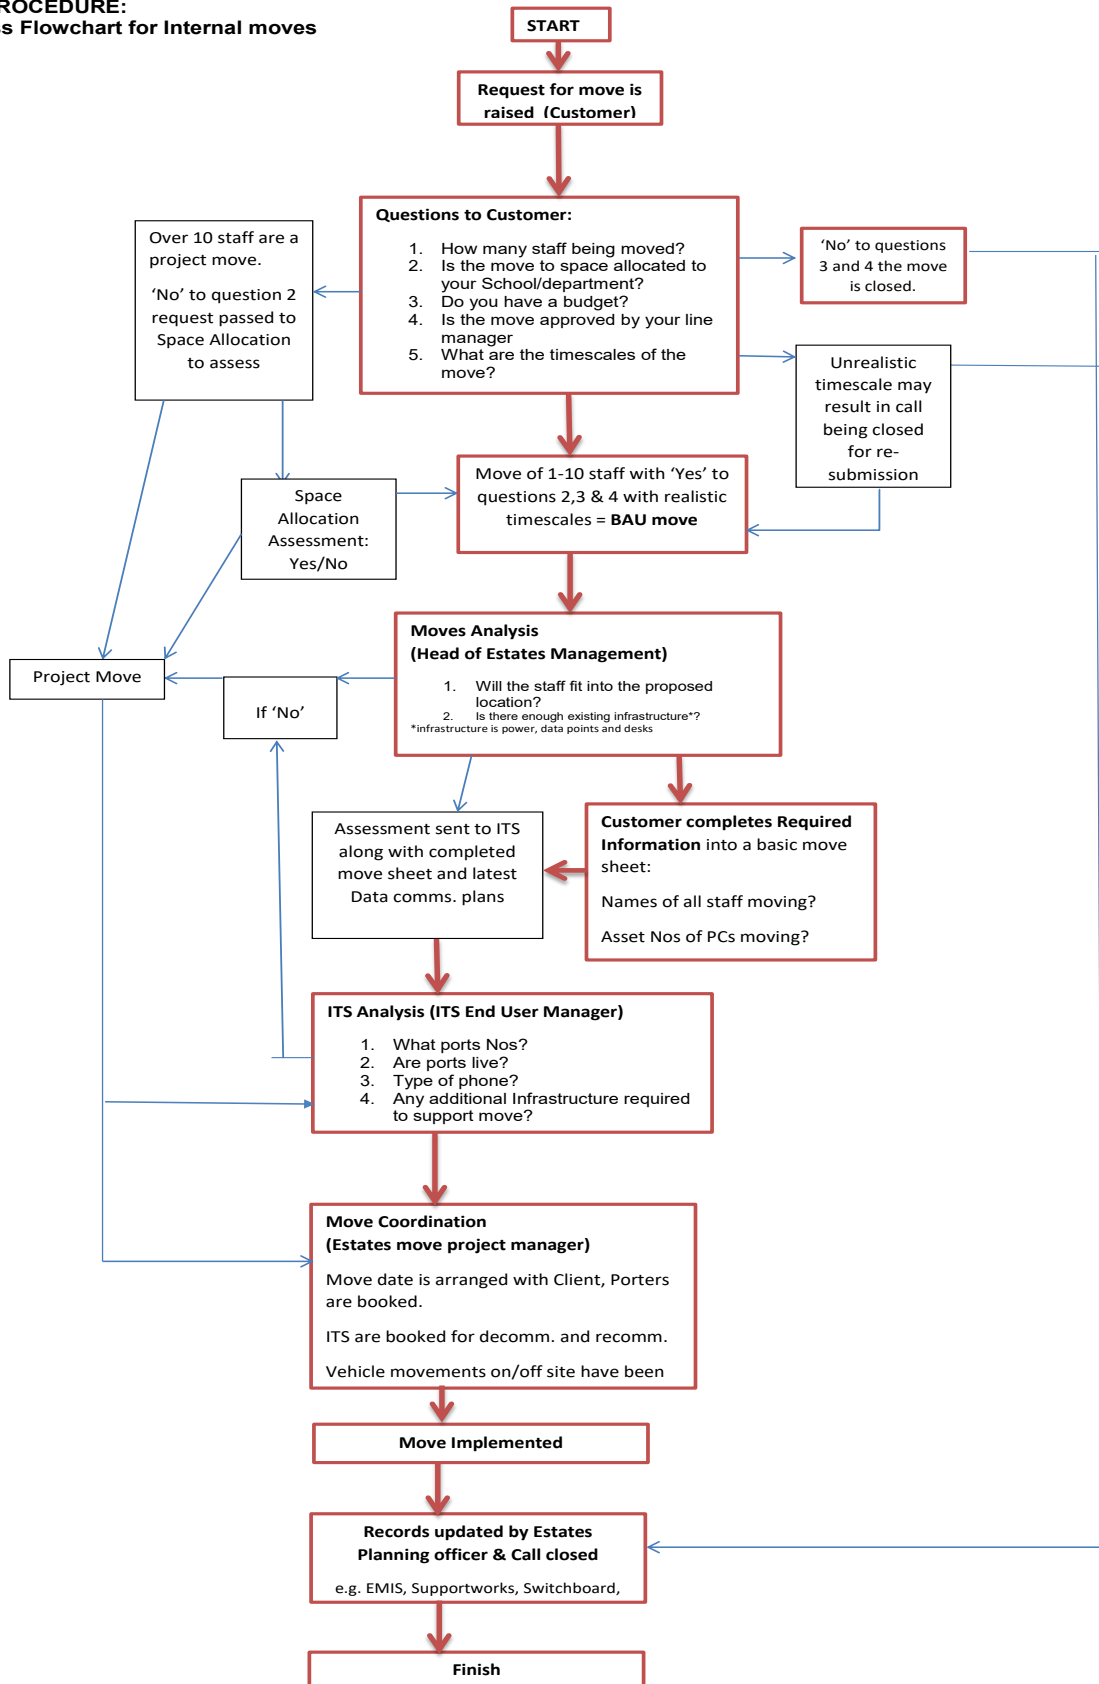 ROCEDURE:
ss Flowchart for Internal moves
START
Request for move is
raised (Customer)
Questions to Customer:
1. How many staff being moved?
2. Is the move to space allocated to
your School/department?
3. Do you have a budget?
4. Is the move approved by your line
manager
5. What are the timescales of the
move?
Over 10 staff are a
project move.
‘No’ to question 2
request passed to
Space Allocation
to assess
‘No’ to questions
3 and 4 the move
is closed.
Unrealistic
timescale may
result in call
being closed
for re-
submission
Space
Allocation
Assessment:
Yes/No
Move of 1-10 staff with ‘Yes’ to
questions 2,3 & 4 with realistic
timescales = BAU move
Moves Analysis
(Head of Estates Management)
1. Will the staff fit into the proposed
location?
2. Is there enough existing infrastructure*?
*infrastructure is power, data points and desks
Project Move
If ‘No’
Assessment sent to ITS
along with completed
move sheet and latest
Data comms. plans
Customer completes Required
Information into a basic move
sheet:
Names of all staff moving?
Asset Nos of PCs moving?
ITS Analysis (ITS End User Manager)
1. What ports Nos?
2. Are ports live?
3. Type of phone?
4. Any additional Infrastructure required
to support move?
Move Coordination
(Estates move project manager)
Move date is arranged with Client, Porters
are booked.
ITS are booked for decomm. and recomm.
Vehicle movements on/off site have been
Move Implemented
Records updated by Estates
Planning officer & Call closed
e.g. EMIS, Supportworks, Switchboard,
Finish